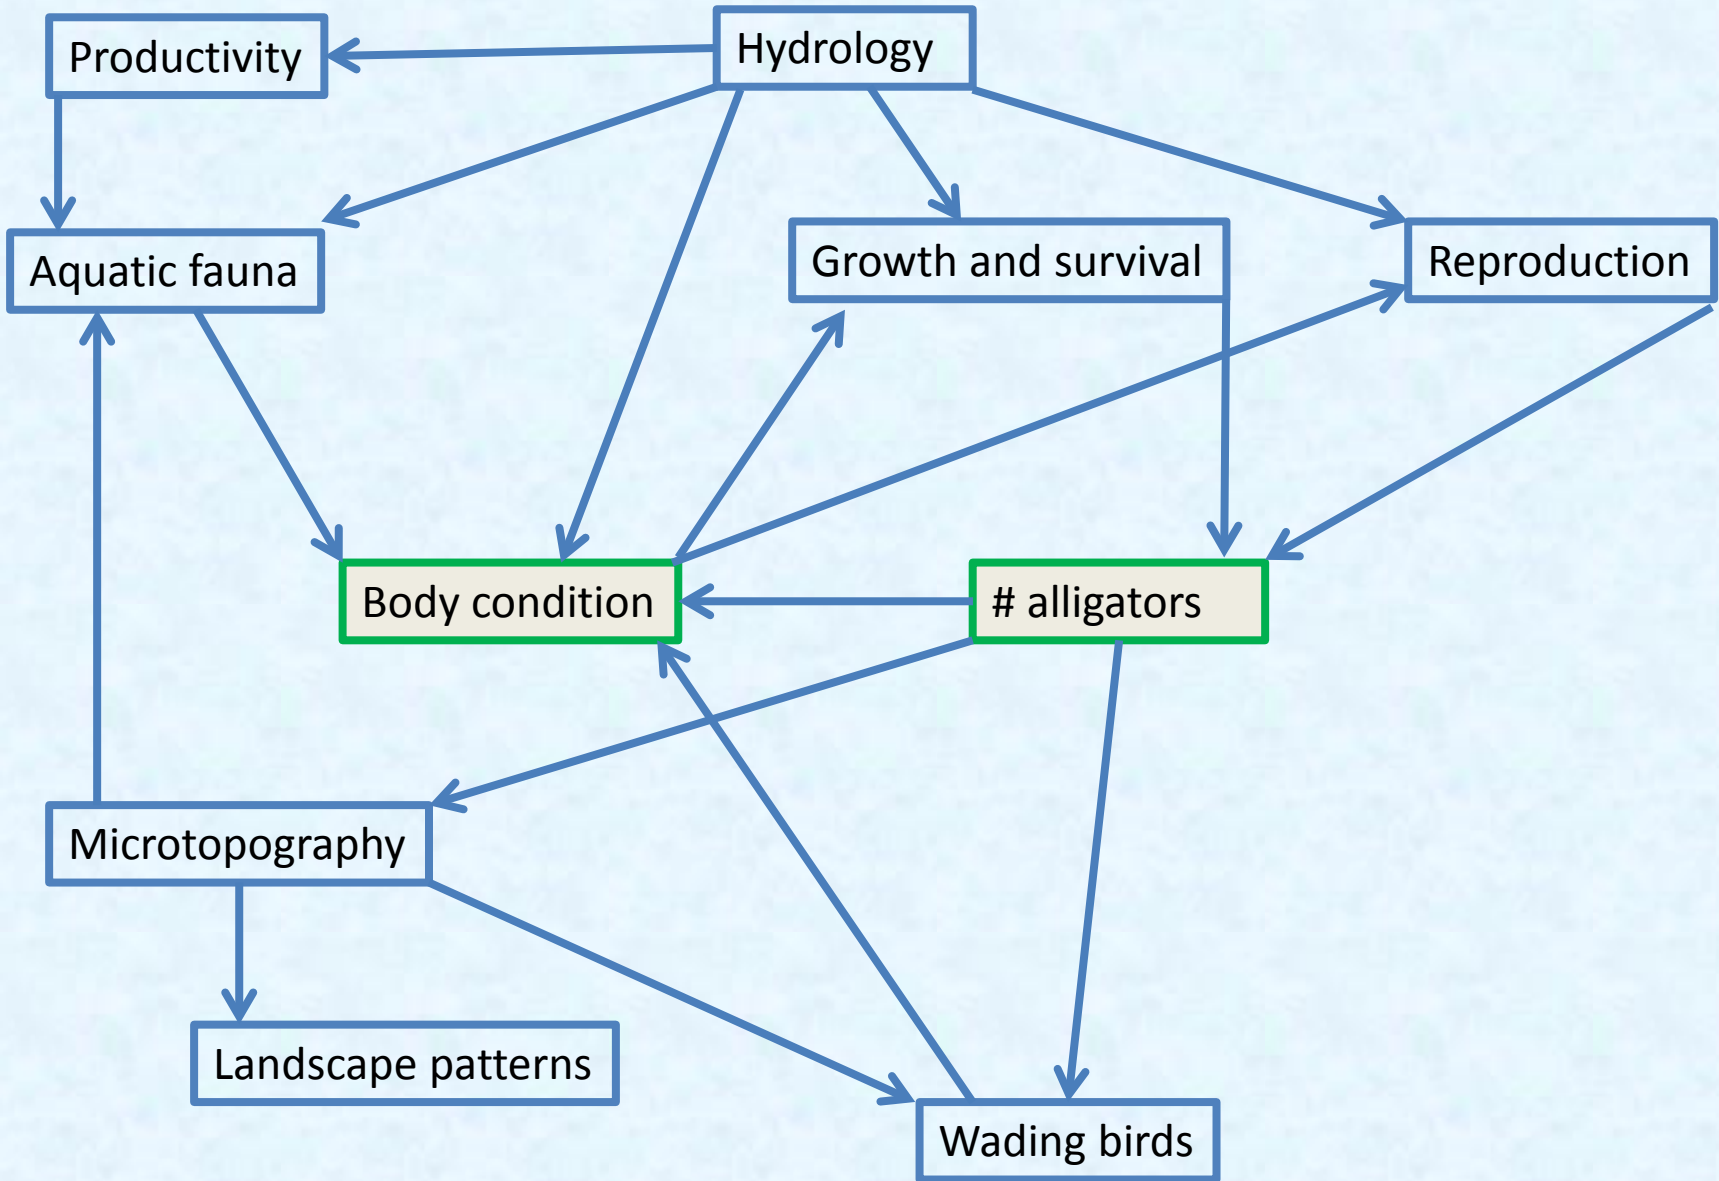 Productivity
Hydrology
Aquatic fauna
Growth and survival
Reproduction
Body condition
# alligators
Microtopography
Landscape patterns
Wading birds